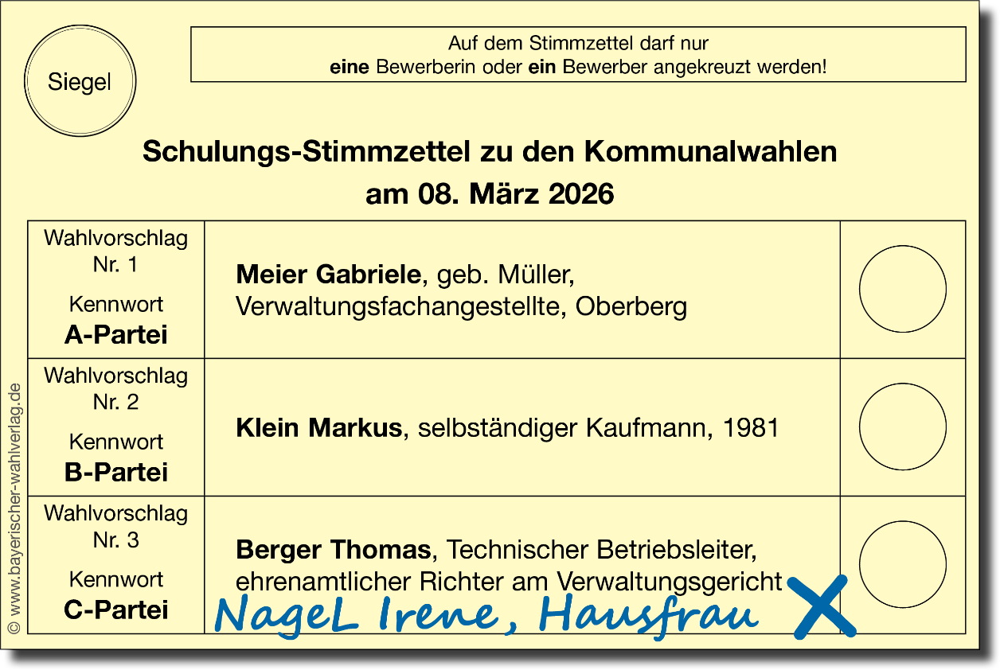 Siegel
Auf dem Stimmzettel darf nur
eine Bewerberin oder ein Bewerber angekreuzt werden!
Schulungs-Stimmzettel zu den Kommunalwahlen
am 08. März 2026
Wahlvorschlag
Nr. 1
Kennwort
A-Partei
Meier Gabriele, geb. Müller,
Verwaltungsfachangestellte, Oberberg
Wahlvorschlag
Nr. 2
Kennwort
B-Partei
Klein Markus, selbständiger Kaufmann, 1981
Wahlvorschlag
Nr. 3
Kennwort
C-Partei
Berger Thomas, Technischer Betriebsleiter,
ehrenamtlicher Richter am Verwaltungsgericht
NageL Irene, Hausfrau
© www.bayerischer-wahlverlag.de